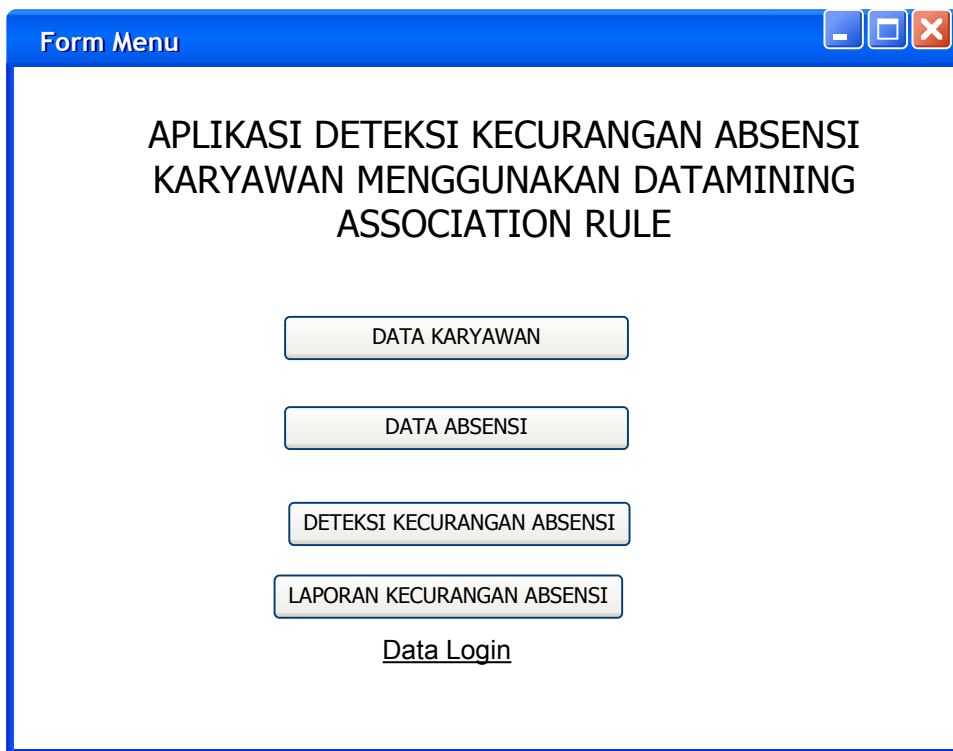 Form Menu
APLIKASI DETEKSI KECURANGAN ABSENSI
KARYAWAN MENGGUNAKAN DATAMINING
ASSOCIATION RULE
DATA KARYAWAN
DATA ABSENSI
DETEKSI KECURANGAN ABSENSI
LAPORAN KECURANGAN ABSENSI
Data Login